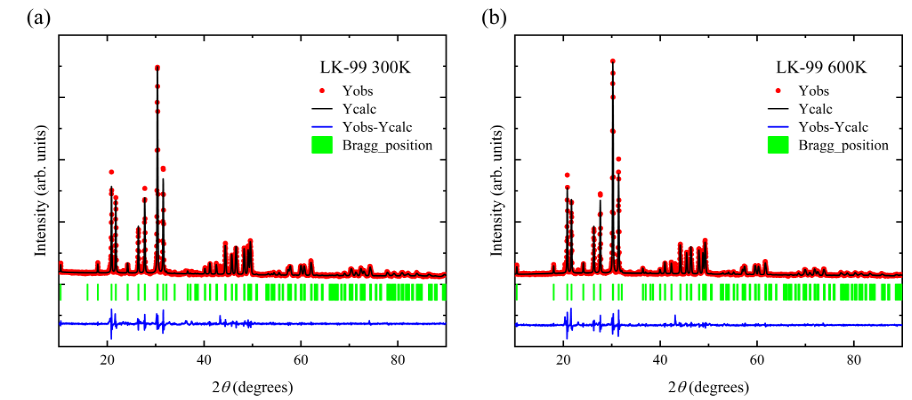 (a)
LK-99 300K
Yobs
Ycalc
Yobs-Ycalc
Bragg_position
Intensity (arb. units)
20 40 60 80
2θ (degrees)
(b)
LK-99 600K
Yobs
Ycalc
Yobs-Ycalc
Bragg_position
Intensity (arb. units)
20 40 60 80
2θ (degrees)